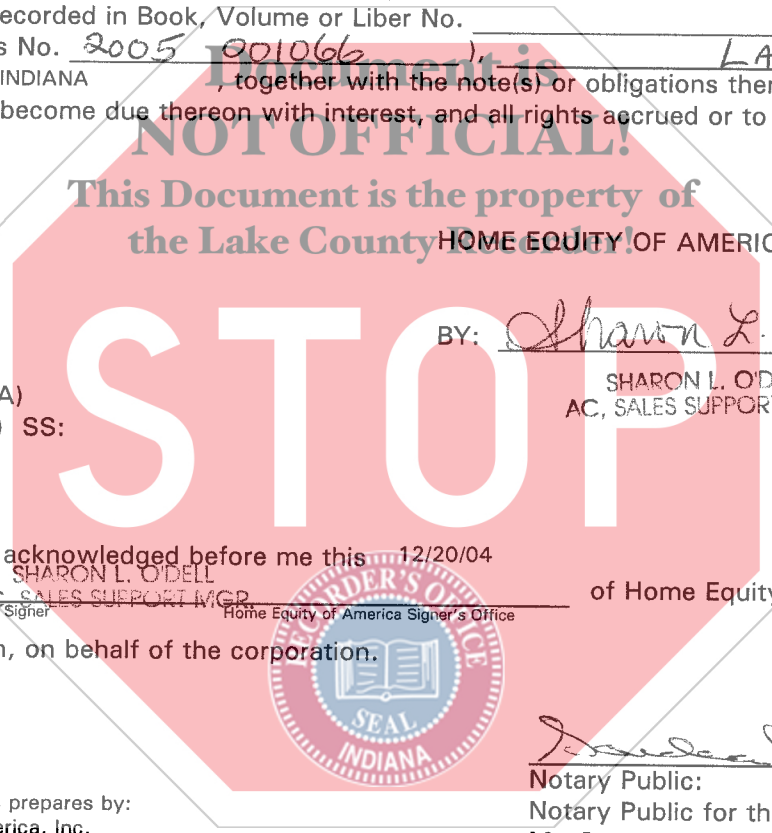 ecorded in Book, Volume or Liber No.
s No. 2005 001066 ), LA
Document is
INDIANA , together with the note(s) or obligations ther
become due thereon with interest, and all rights accrued or to
NOT OFFICIAL!
This Document is the property of
the Lake County Recorder!
HOME EQUITY OF AMERIC
BY: Sharon L.
SHARON L. O'D
AC, SALES SUPPORT
A)
) SS:
STOP
acknowledged before me this 12/20/04
SHARON L. O'DELL
SALES SUPPORT MGR.
of Home Equity
Signer Home Equity of America Signer's Office
n, on behalf of the corporation.
RECORDER'S OFFICE
SEAL
INDIANA
Notary Public:
prepares by:
Notary Public for th
erica, Inc.